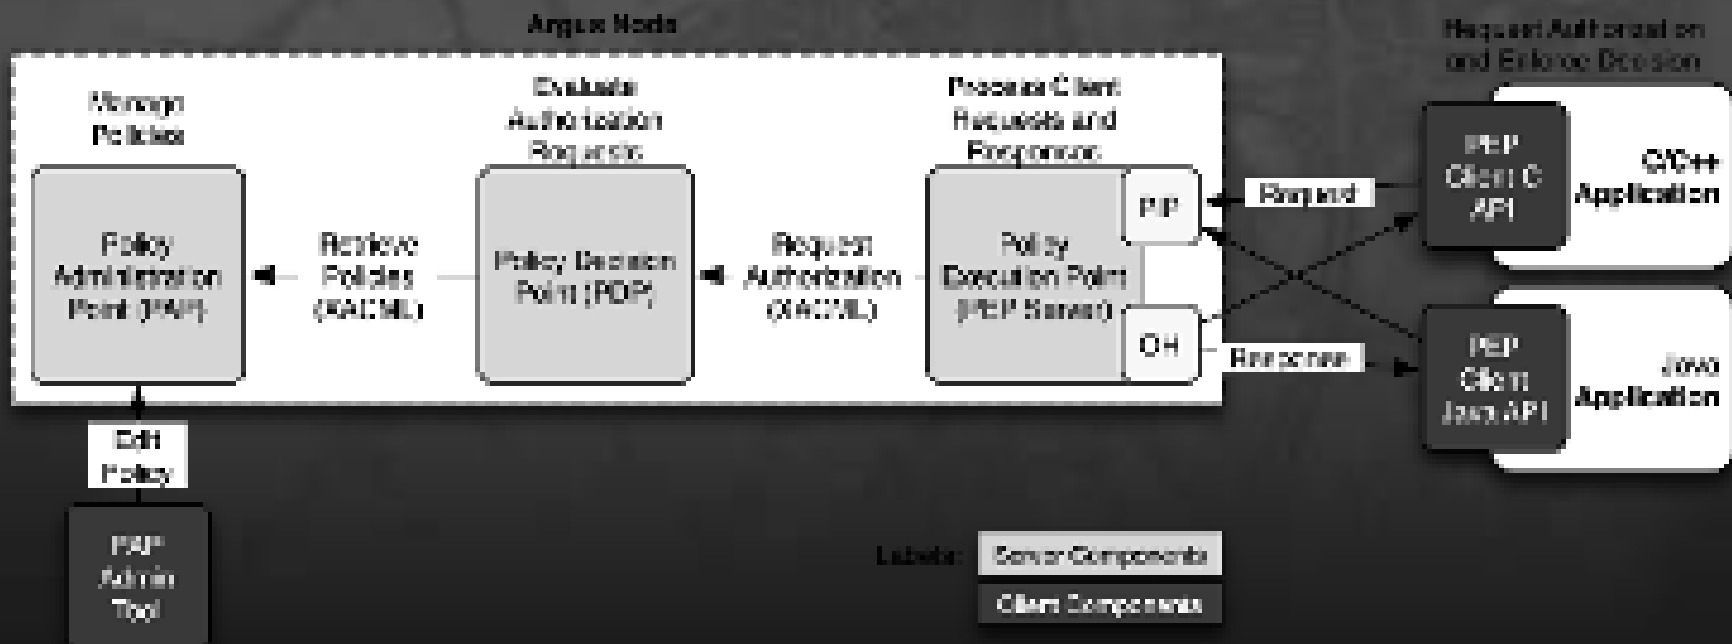 Argus Node
Request Authorization
and Enforce Decision
Manage
Policies
Evaluate
Authorization
Requests
Process Client
Requests and
Responses
Policy
Administration
Point (PAP)
Retrieve
Policies
(XACML)
Policy Decision
Point (PDP)
Request
Authorization
(XACML)
Policy
Execution Point
(PEP Server)
PIP
OH
Request
Response
PEP
Client C
API
C/C++
Application
PEP
Client
Java API
Java
Application
Edit
Policy
PAP
Admin
Tool
Labels:
Server Components
Client Components